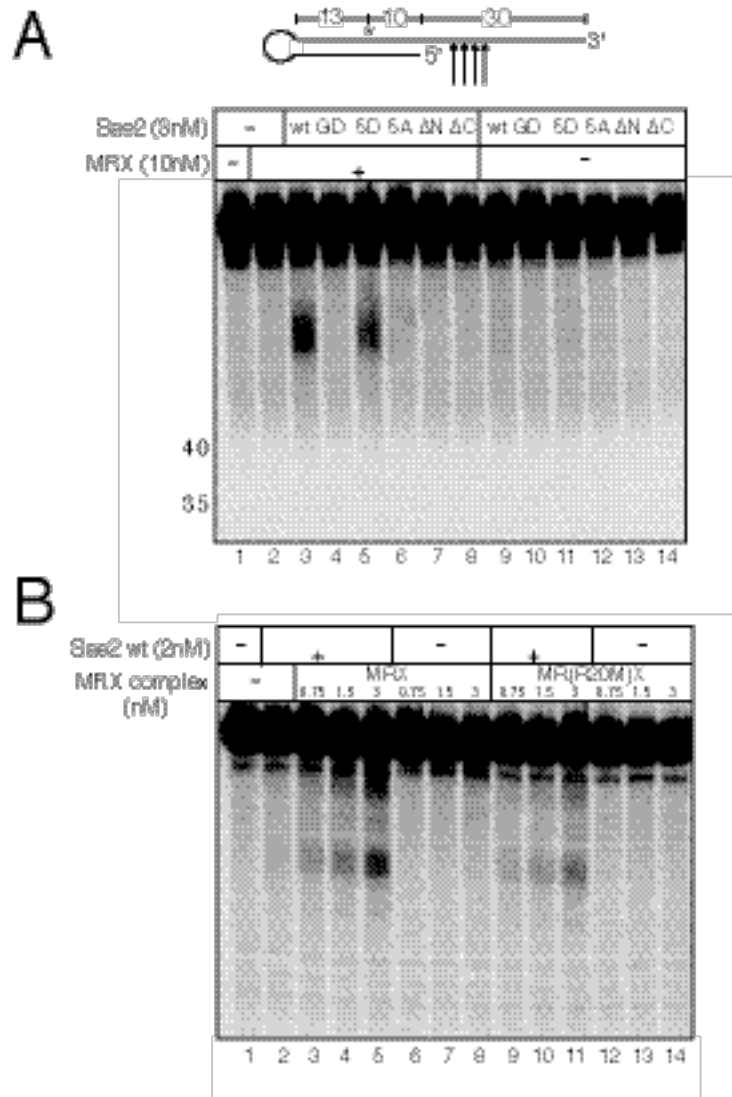 A
13 10 30
5' 3'
Sae2 (3nM) - wt GD 5D 5A ΔN ΔC wt GD 5D 5A ΔN ΔC
MRX (10nM) - + -
40
35
1 2 3 4 5 6 7 8 9 10 11 12 13 14
B
Sae2 wt (2nM) - + - + -
MRX complex - MRX MR(R20M)X
(nM) 0.75 1.5 3 0.75 1.5 3 0.75 1.5 3 0.75 1.5 3
1 2 3 4 5 6 7 8 9 10 11 12 13 14